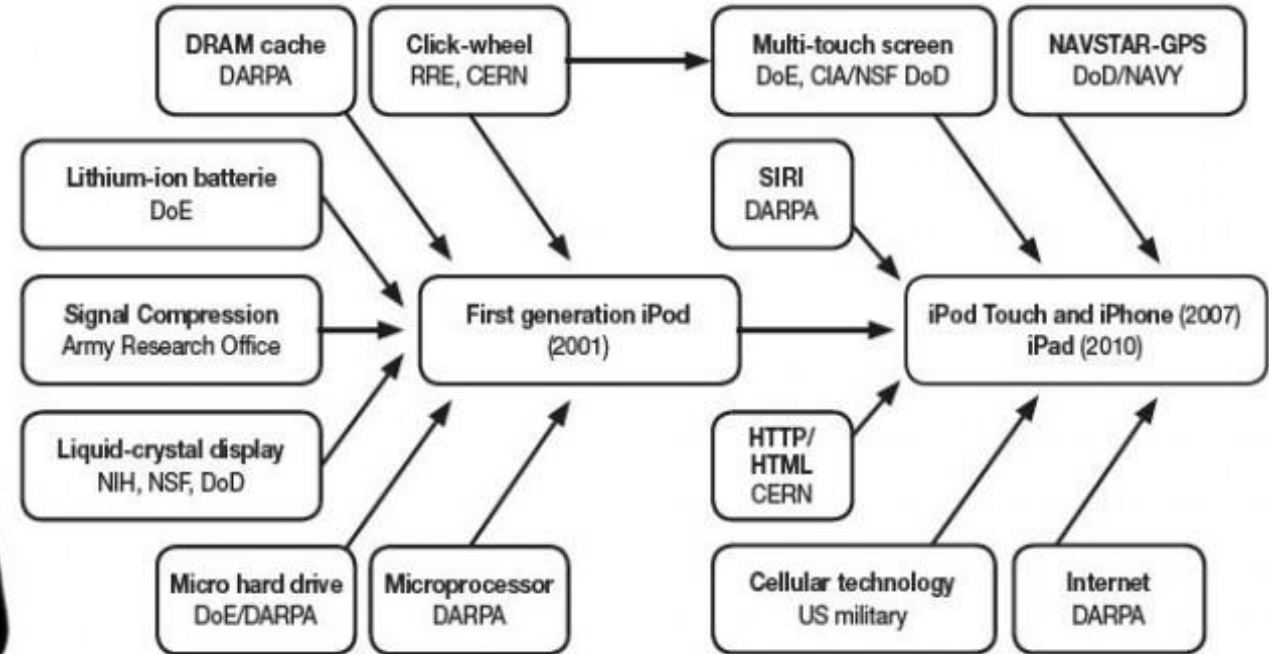 DRAM cache
DARPA
Click-wheel
RRE, CERN
Multi-touch screen
DoE, CIA/NSF DoD
NAVSTAR-GPS
DoD/NAVY
Lithium-ion batterie
DoE
SIRI
DARPA
Signal Compression
Army Research Office
First generation iPod
(2001)
iPod Touch and iPhone (2007)
iPad (2010)
Liquid-crystal display
NIH, NSF, DoD
HTTP/
HTML
CERN
Micro hard drive
DoE/DARPA
Microprocessor
DARPA
Cellular technology
US military
Internet
DARPA